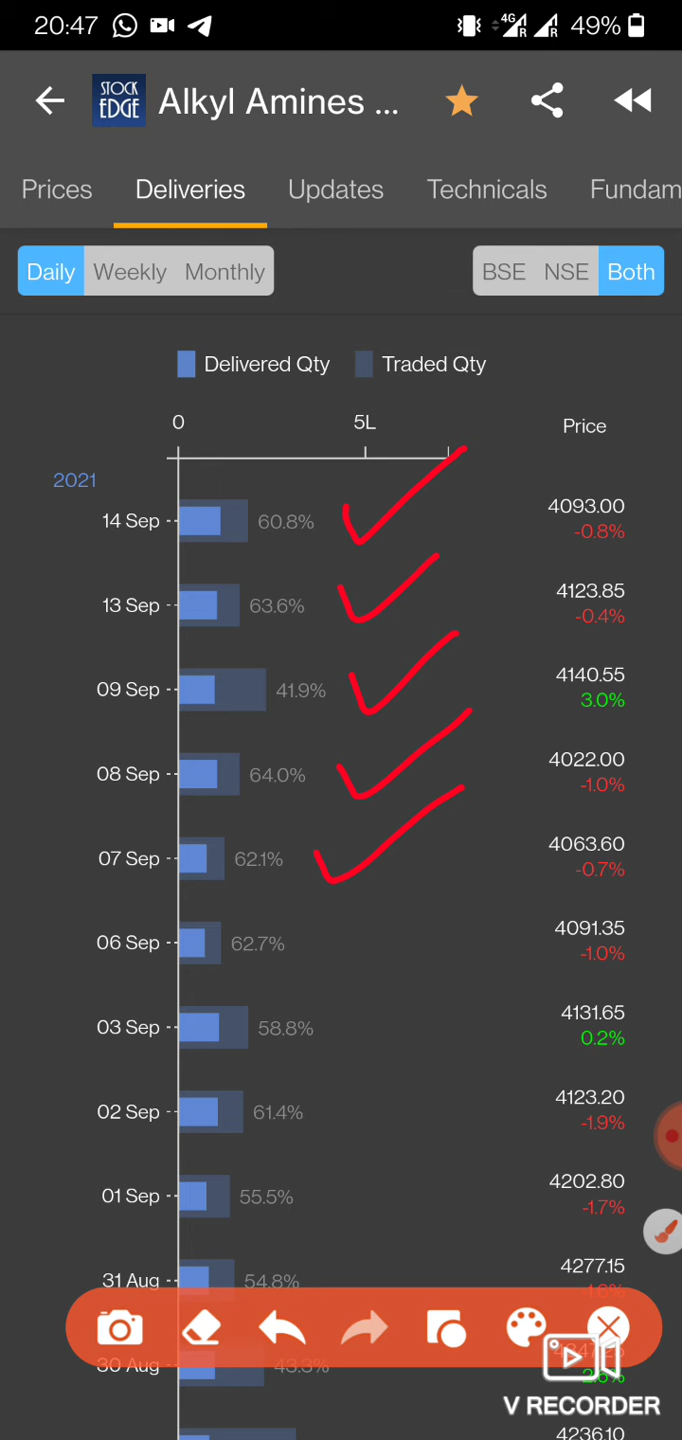 20:47 4G R R 49%
STOCK EDGE Alkyl Amines ...
Prices Deliveries Updates Technicals Fundam
Daily Weekly Monthly BSE NSE Both
Delivered Qty Traded Qty
0 5L Price
2021
14 Sep 60.8% 4093.00
-0.8%
13 Sep 63.6% 4123.85
-0.4%
09 Sep 41.9% 4140.55
3.0%
08 Sep 64.0% 4022.00
-1.0%
07 Sep 62.1% 4063.60
-0.7%
06 Sep 62.7% 4091.35
-1.0%
03 Sep 58.8% 4131.65
0.2%
02 Sep 61.4% 4123.20
-1.9%
01 Sep 55.5% 4202.80
-1.7%
31 Aug 54.8% 4277.15
30 Aug 43.3%
V RECORDER
4236.10